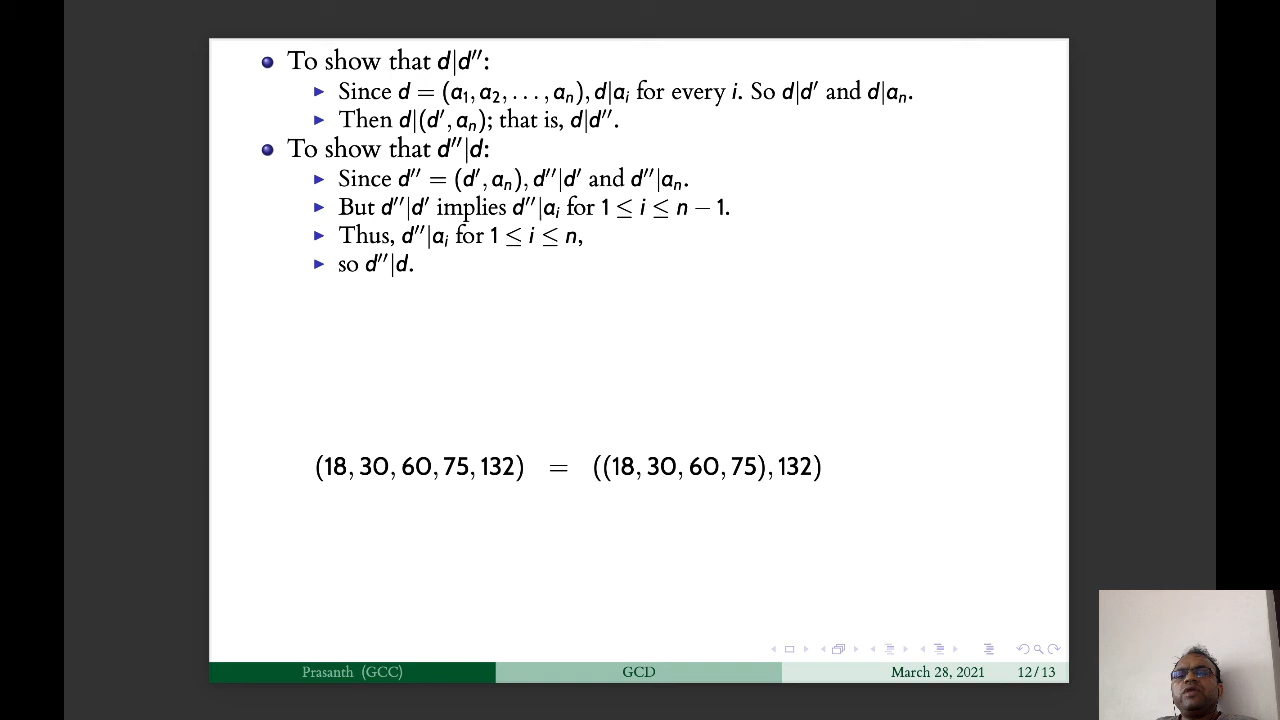 To show that d|d″:
Since d = (a₁, a₂, . . . , aₙ), d|aᵢ for every i. So d|d′ and d|aₙ.
Then d|(d′, aₙ); that is, d|d″.
To show that d″|d:
Since d″ = (d′, aₙ), d″|d′ and d″|aₙ.
But d″|d′ implies d″|aᵢ for 1 ≤ i ≤ n − 1.
Thus, d″|aᵢ for 1 ≤ i ≤ n,
so d″|d.
(18, 30, 60, 75, 132) = ((18, 30, 60, 75), 132)
Prasanth (GCC) GCD March 28, 2021 12 / 13